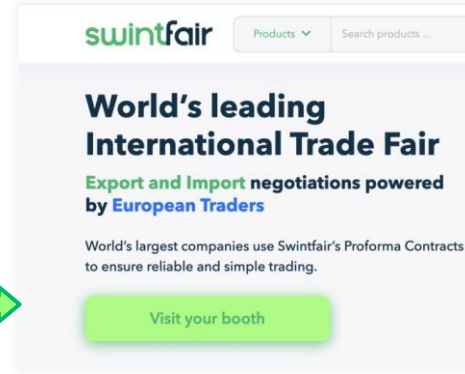 swintfair
Products
Search products ...
World's leading
International Trade Fair
Export and Import negotiations powered
by European Traders
World's largest companies use Swintfair's Proforma Contracts
to ensure reliable and simple trading.
Visit your booth